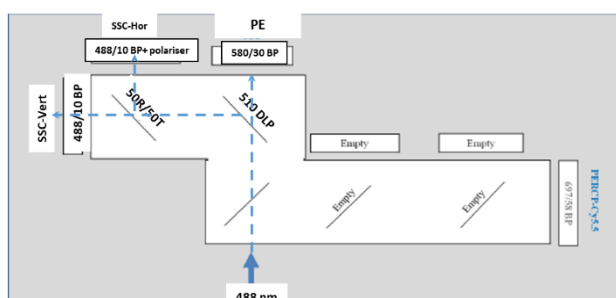 SSC-Hor
PE
488/10 BP+ polariser
580/30 BP
SSC-Vert
488/10 BP
50R/50T
510 DLP
Empty
Empty
Empty
Empty
697/58 BP
PERCP-Cy5.5
488 nm